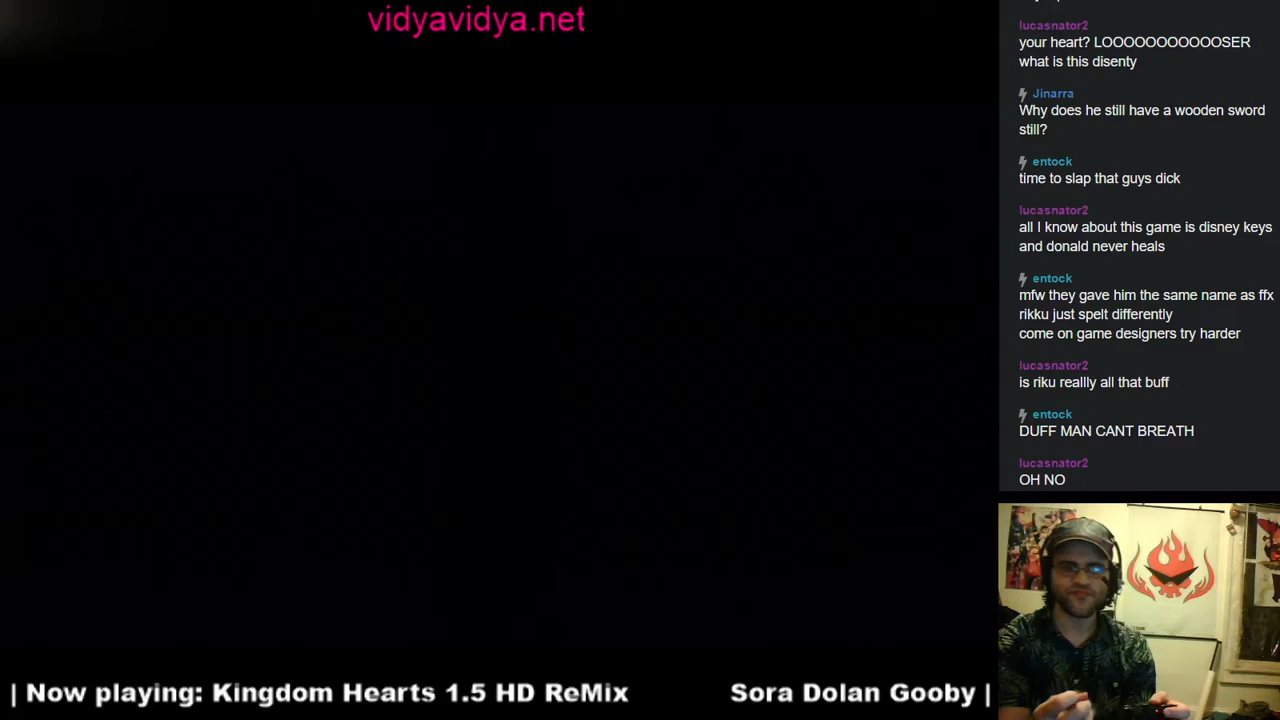 vidyavidya.net
lucasnator2
your heart? LOOOOOOOOOOOSER
what is this disenty
Jinarra
Why does he still have a wooden sword
still?
entock
time to slap that guys dick
lucasnator2
all I know about this game is disney keys
and donald never heals
entock
mfw they gave him the same name as ffx
rikku just spelt differently
come on game designers try harder
lucasnator2
is riku reallly all that buff
entock
DUFF MAN CANT BREATH
lucasnator2
OH NO
| Now playing: Kingdom Hearts 1.5 HD ReMix Sora Dolan Gooby |